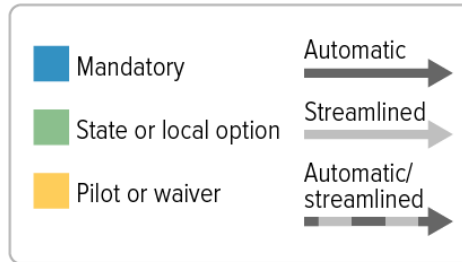 Mandatory
State or local option
Pilot or waiver
Automatic
Streamlined
Automatic/
streamlined